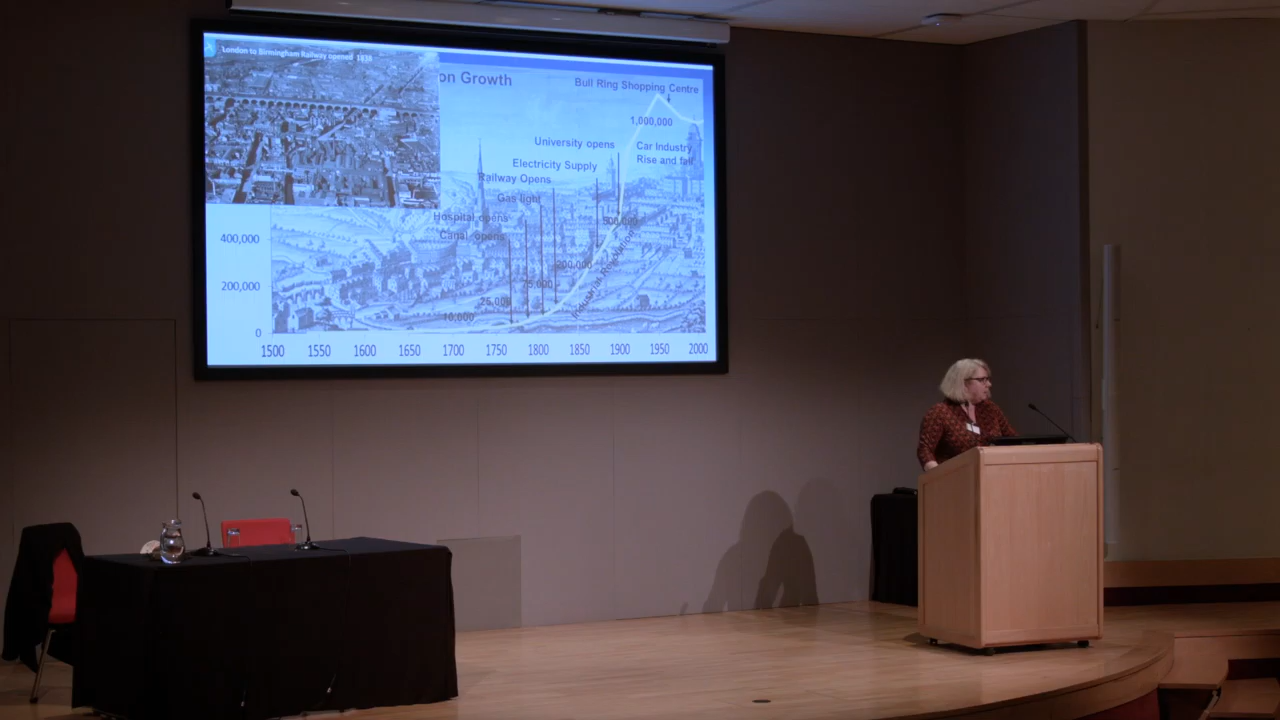 London to Birmingham Railway opened 1838
on Growth
Bull Ring Shopping Centre
1,000,000
University opens
Car Industry
Rise and fall
Electricity Supply
Railway Opens
Gas light
Hospital opens
500,000
Canal opens
400,000
200,000
Industrial Revolution
200,000
75,000
25,000
10,000
0
1500 1550 1600 1650 1700 1750 1800 1850 1900 1950 2000